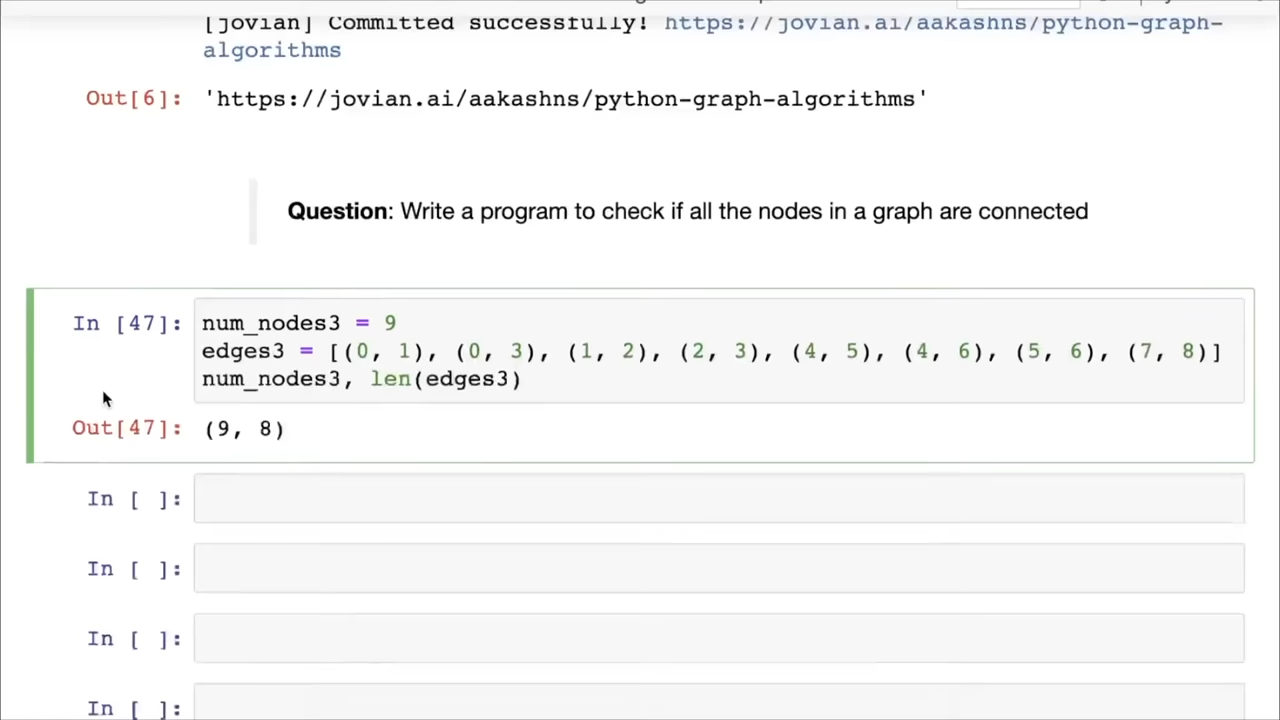 [jovian] Committed successfully! https://jovian.ai/aakashns/python-graph-
algorithms
Out[6]: 'https://jovian.ai/aakashns/python-graph-algorithms'
Question: Write a program to check if all the nodes in a graph are connected
In [47]: num_nodes3 = 9
edges3 = [(0, 1), (0, 3), (1, 2), (2, 3), (4, 5), (4, 6), (5, 6), (7, 8)]
num_nodes3, len(edges3)
Out[47]: (9, 8)
In [ ]:
In [ ]:
In [ ]:
In [ ]: